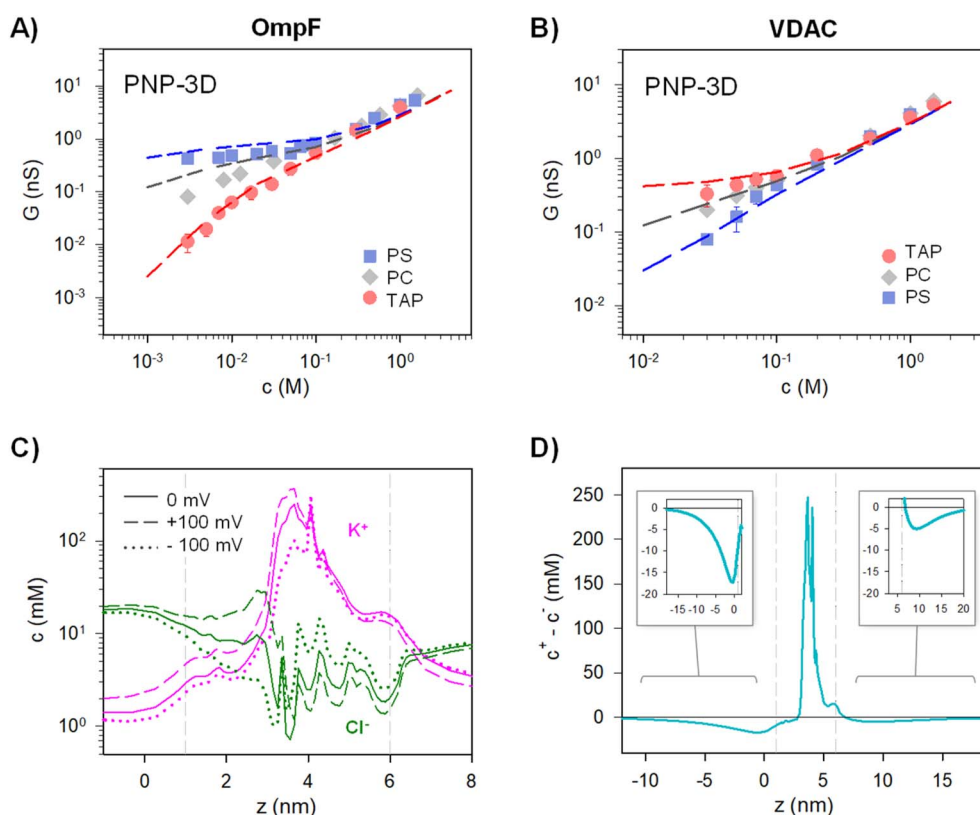 A)
OmpF
PNP-3D
G (nS)
10¹
10⁰
10⁻¹
10⁻²
10⁻³
PS
PC
TAP
10⁻³ 10⁻² 10⁻¹ 10⁰
c (M)
B)
VDAC
PNP-3D
G (nS)
10¹
10⁰
10⁻¹
10⁻²
TAP
PC
PS
10⁻² 10⁻¹ 10⁰
c (M)
C)
0 mV
+100 mV
- 100 mV
K⁺
Cl⁻
c (mM)
10²
10¹
10⁰
0 2 4 6 8
z (nm)
D)
c⁺ - c⁻ (mM)
250
200
150
100
50
0
0
-5
-10
-15
-20
-15 -10 -5 0
0
-5
-10
-15
-20
5 10 15 20
-10 -5 0 5 10 15
z (nm)